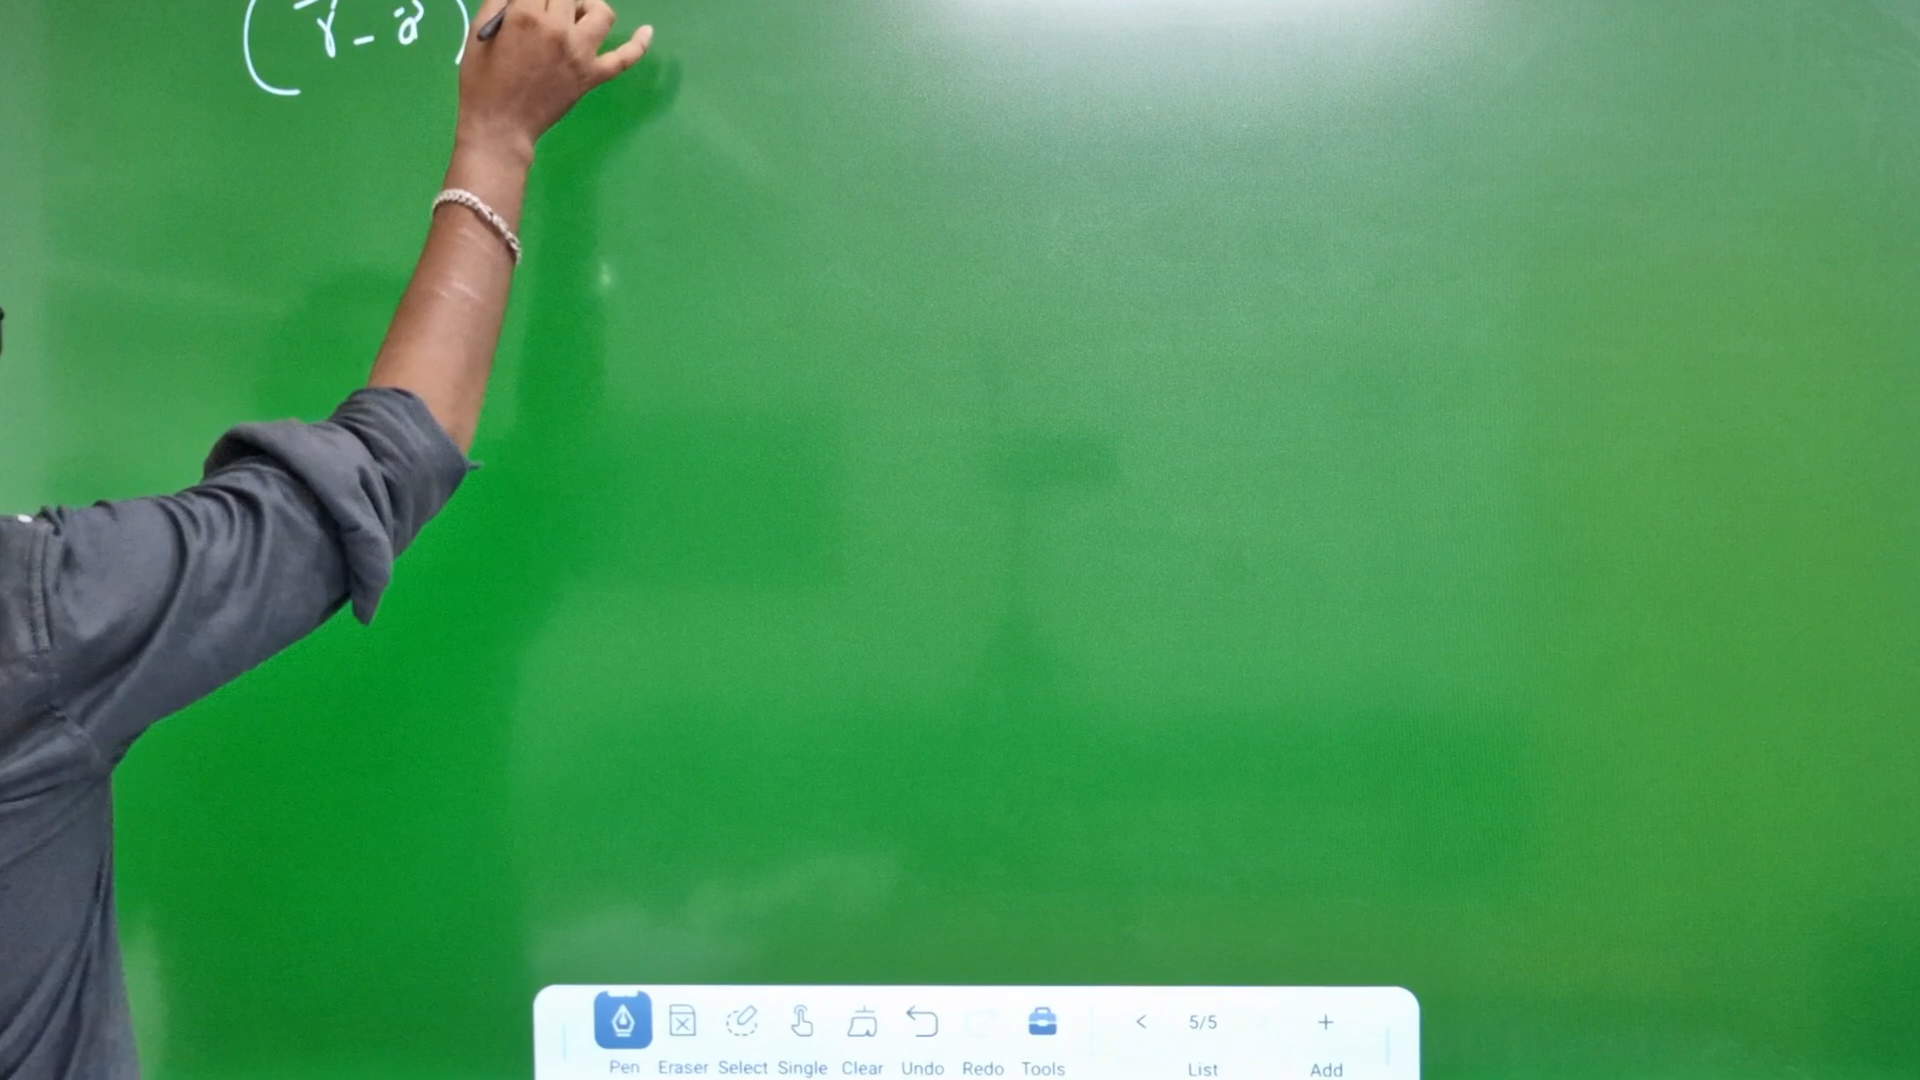 (r̄ - ā)
Pen Eraser Select Single Clear Undo Redo Tools < 5/5 List + Add